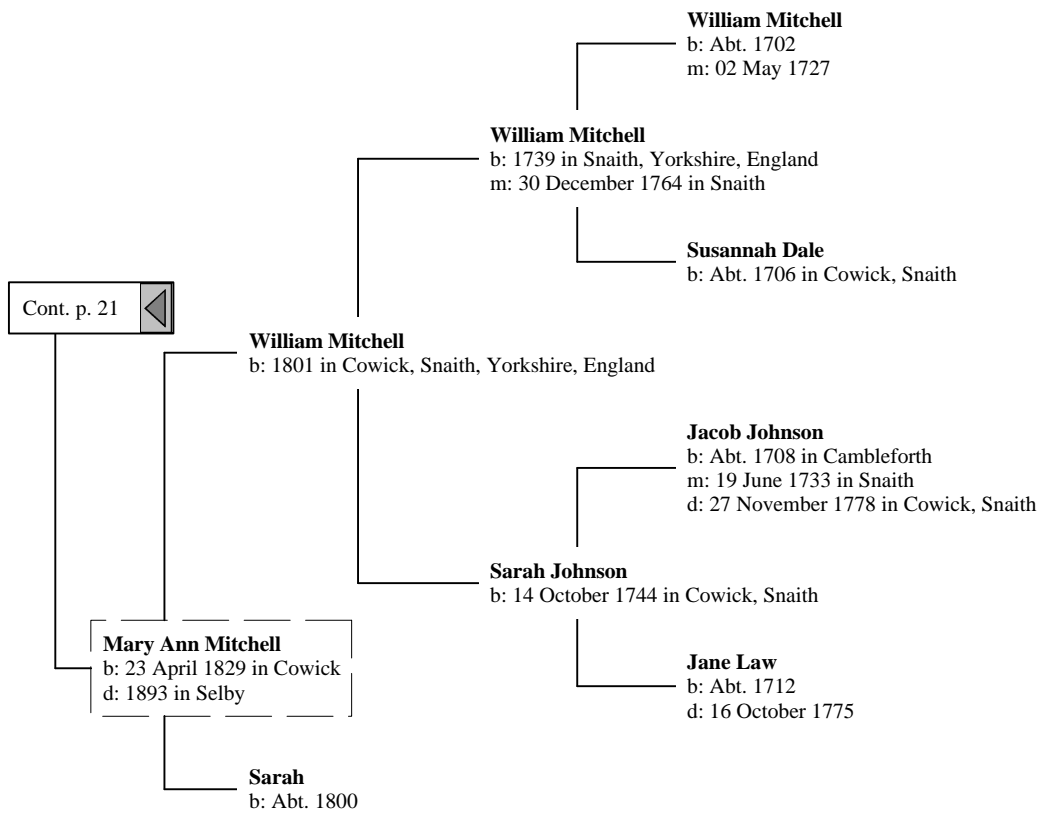 William Mitchell
b: Abt. 1702
m: 02 May 1727
William Mitchell
b: 1739 in Snaith, Yorkshire, England
m: 30 December 1764 in Snaith
Susannah Dale
b: Abt. 1706 in Cowick, Snaith
Cont. p. 21
William Mitchell
b: 1801 in Cowick, Snaith, Yorkshire, England
Jacob Johnson
b: Abt. 1708 in Cambleforth
m: 19 June 1733 in Snaith
d: 27 November 1778 in Cowick, Snaith
Sarah Johnson
b: 14 October 1744 in Cowick, Snaith
Mary Ann Mitchell
b: 23 April 1829 in Cowick
d: 1893 in Selby
Jane Law
b: Abt. 1712
d: 16 October 1775
Sarah
b: Abt. 1800